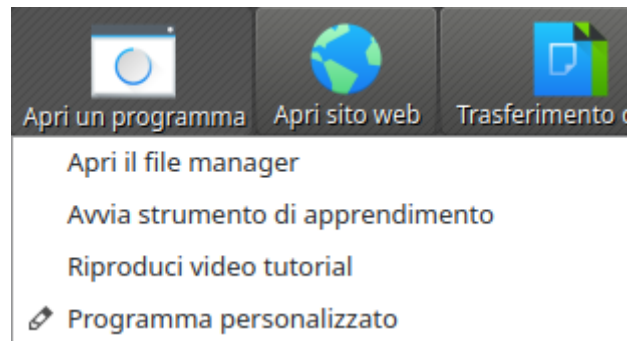 Apri un programma
Apri sito web
Trasferimento
Apri il file manager
Avvia strumento di apprendimento
Riproduci video tutorial
Programma personalizzato